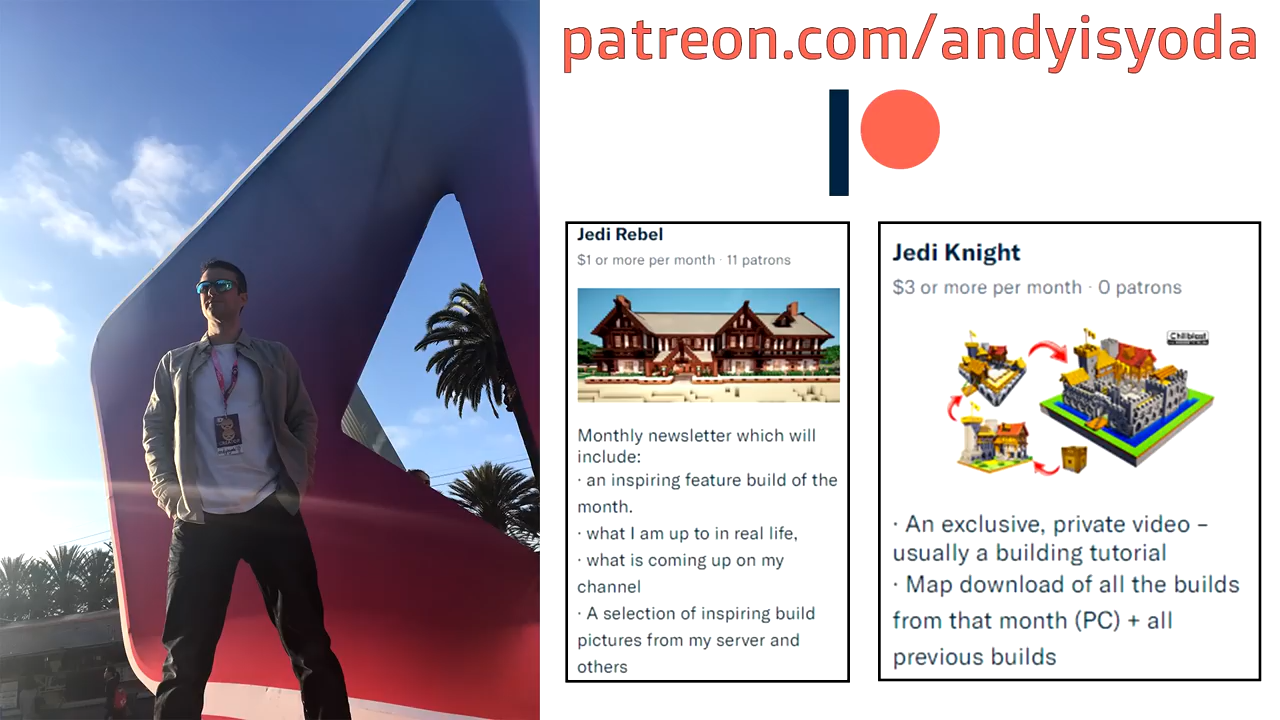 patreon.com/andyisyoda
Jedi Rebel
$1 or more per month · 11 patrons
Monthly newsletter which will
include:
· an inspiring feature build of the
month.
· what I am up to in real life,
· what is coming up on my
channel
· A selection of inspiring build
pictures from my server and
others
Jedi Knight
$3 or more per month · 0 patrons
Chillblast
· An exclusive, private video –
usually a building tutorial
· Map download of all the builds
from that month (PC) + all
previous builds